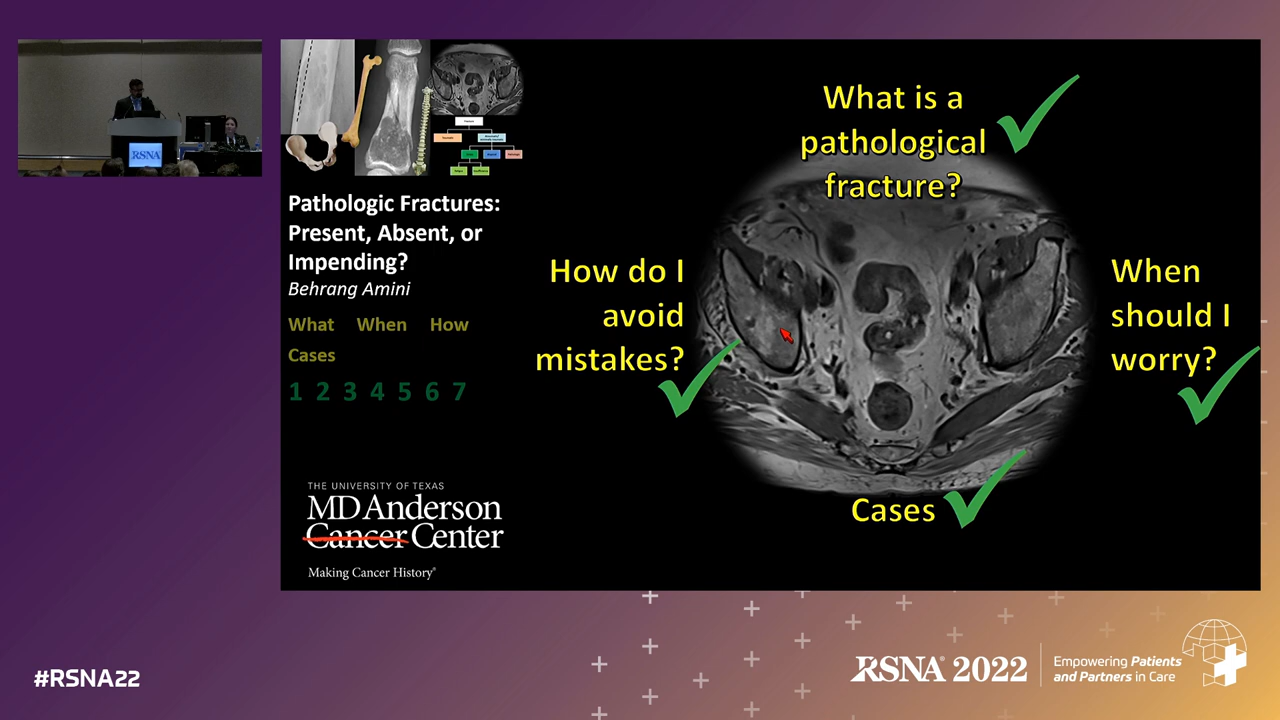 RSNA
Pathologic Fractures:
Present, Absent, or
Impending?
Behrang Amini
What When How
Cases
1 2 3 4 5 6 7
THE UNIVERSITY OF TEXAS
MD Anderson
Cancer Center
Making Cancer History®
What is a
pathological
fracture?
How do I
avoid
mistakes?
When
should I
worry?
Cases
#RSNA22
RSNA® 2022
Empowering Patients
and Partners in Care